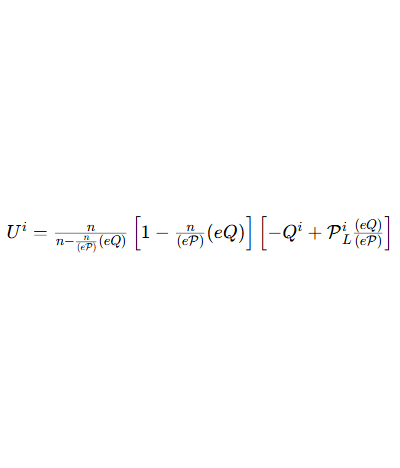 $U^i = \frac{n}{n - \frac{n}{(e\mathcal{P})}(eQ)} \left[ 1 - \frac{n}{(e\mathcal{P})}(eQ) \right] \left[ -Q^i + \mathcal{P}_L^i \frac{(eQ)}{(e\mathcal{P})} \right]$